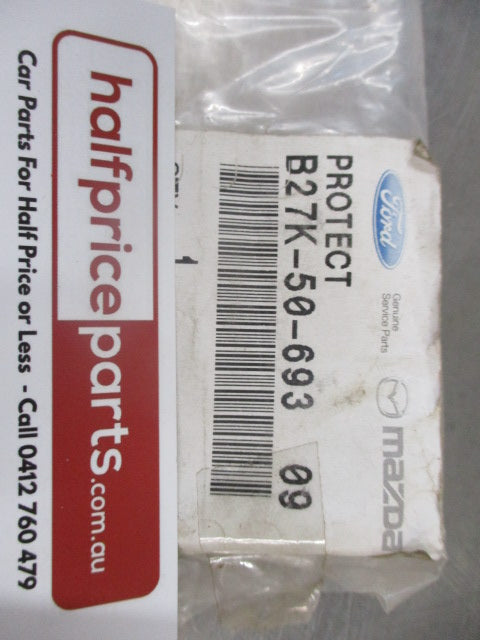 Ford
Genuine
Service Parts
mazda
PROTECT
B27K-50-693 09
1
halfpriceparts.com.au
Car Parts For Half Price or Less - Call 0412 760 479